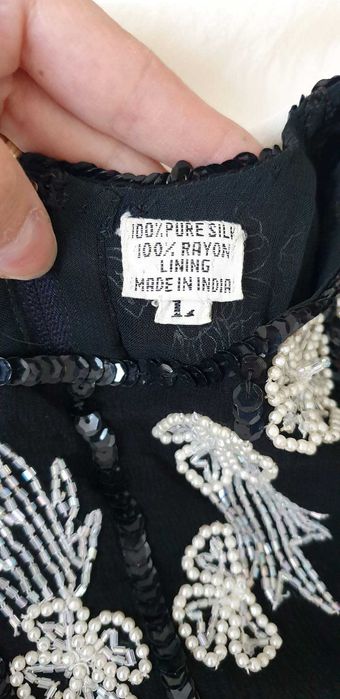 100% PURE SILK
100% RAYON
LINING
MADE IN INDIA
L